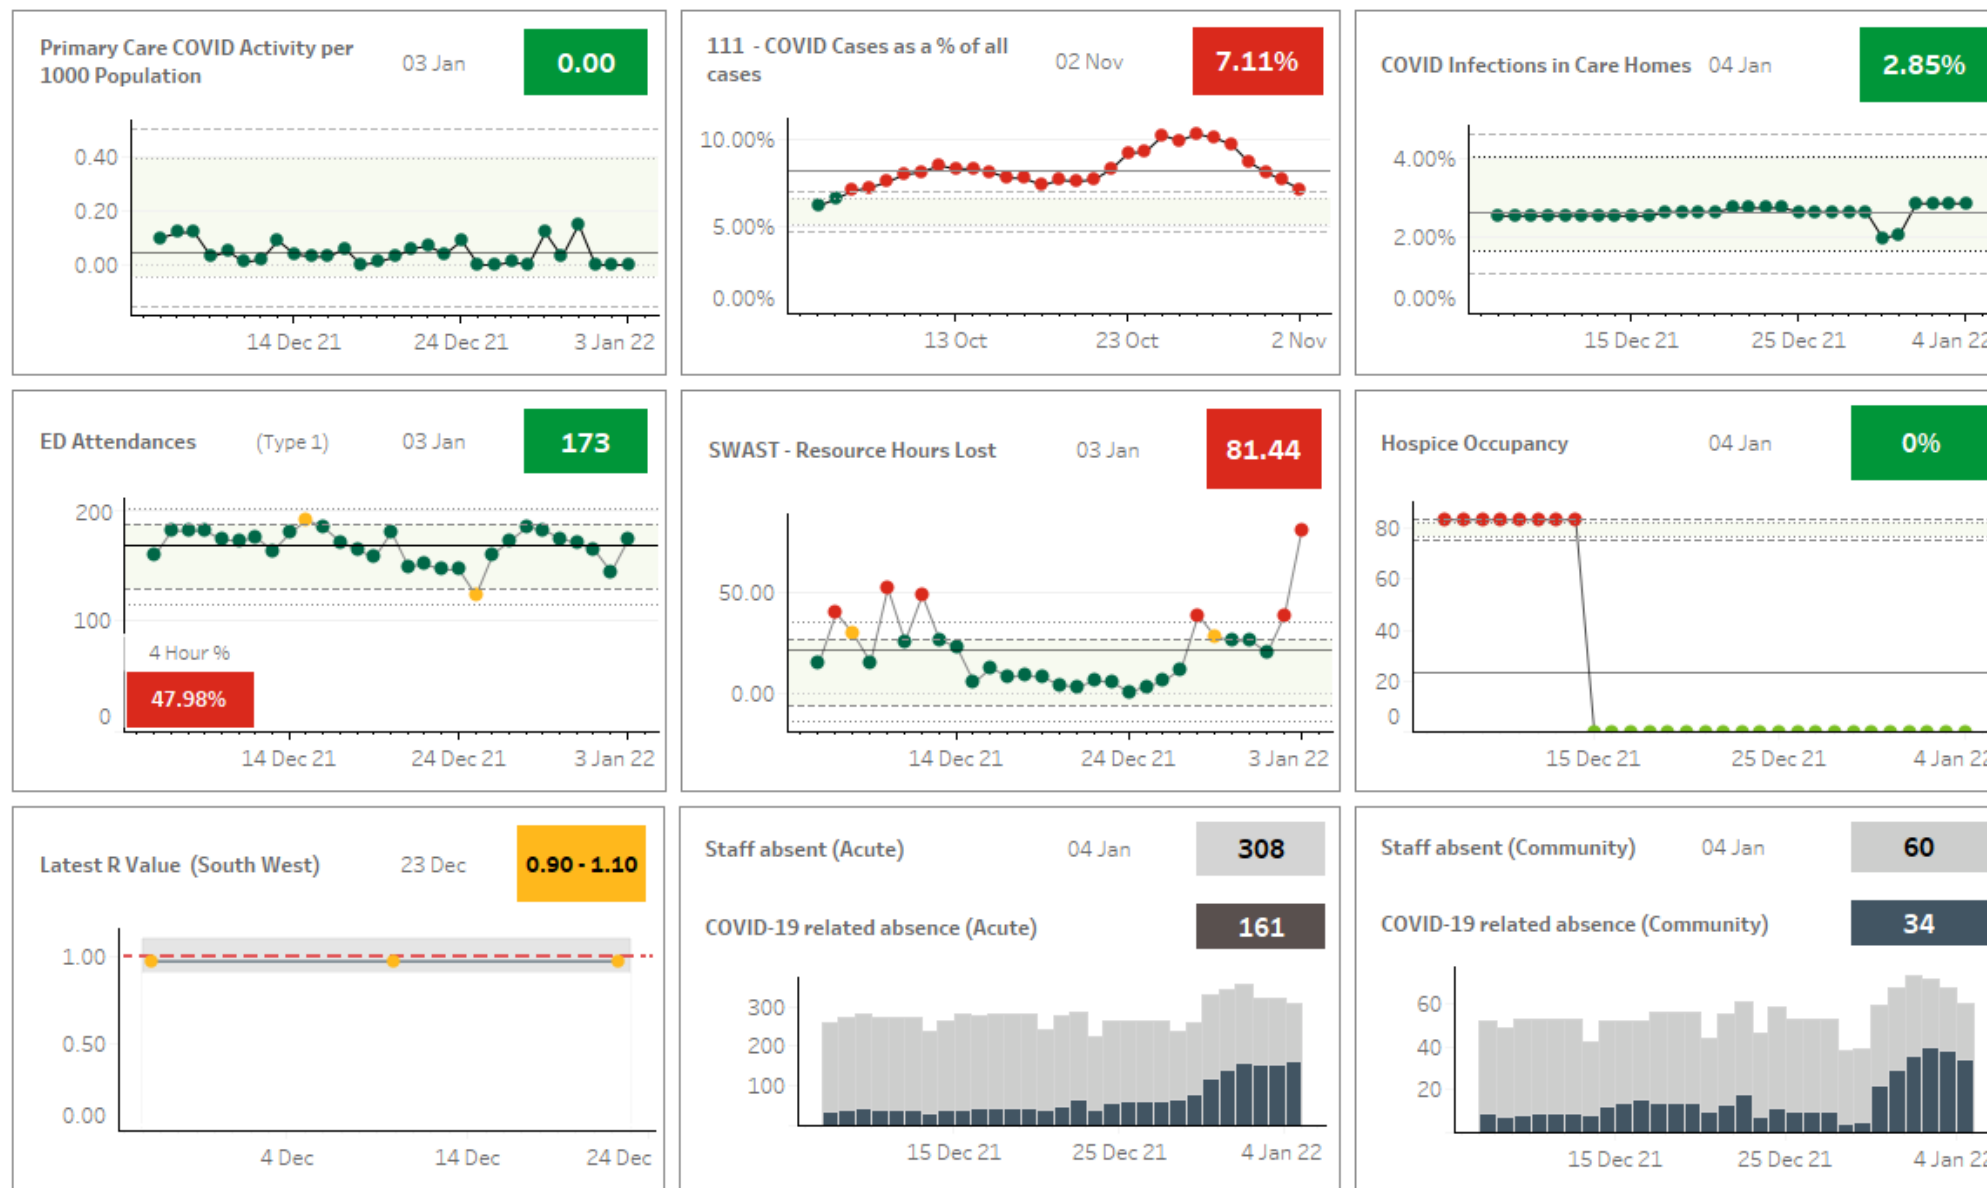 Primary Care COVID Activity per
1000 Population
03 Jan
0.00
0.40
0.20
0.00
14 Dec 21
24 Dec 21
3 Jan 22
111 - COVID Cases as a % of all
cases
02 Nov
7.11%
10.00%
5.00%
0.00%
13 Oct
23 Oct
2 Nov
COVID Infections in Care Homes
04 Jan
2.85%
4.00%
2.00%
0.00%
15 Dec 21
25 Dec 21
4 Jan 22
ED Attendances
(Type 1)
03 Jan
173
200
100
4 Hour %
47.98%
0
14 Dec 21
24 Dec 21
3 Jan 22
SWAST - Resource Hours Lost
03 Jan
81.44
50.00
0.00
14 Dec 21
24 Dec 21
3 Jan 22
Hospice Occupancy
04 Jan
0%
80
60
40
20
0
15 Dec 21
25 Dec 21
4 Jan 22
Latest R Value (South West)
23 Dec
0.90 - 1.10
1.00
0.50
0.00
4 Dec
14 Dec
24 Dec
Staff absent (Acute)
04 Jan
308
COVID-19 related absence (Acute)
161
300
200
100
15 Dec 21
25 Dec 21
4 Jan 22
Staff absent (Community)
04 Jan
60
COVID-19 related absence (Community)
34
60
40
20
15 Dec 21
25 Dec 21
4 Jan 22